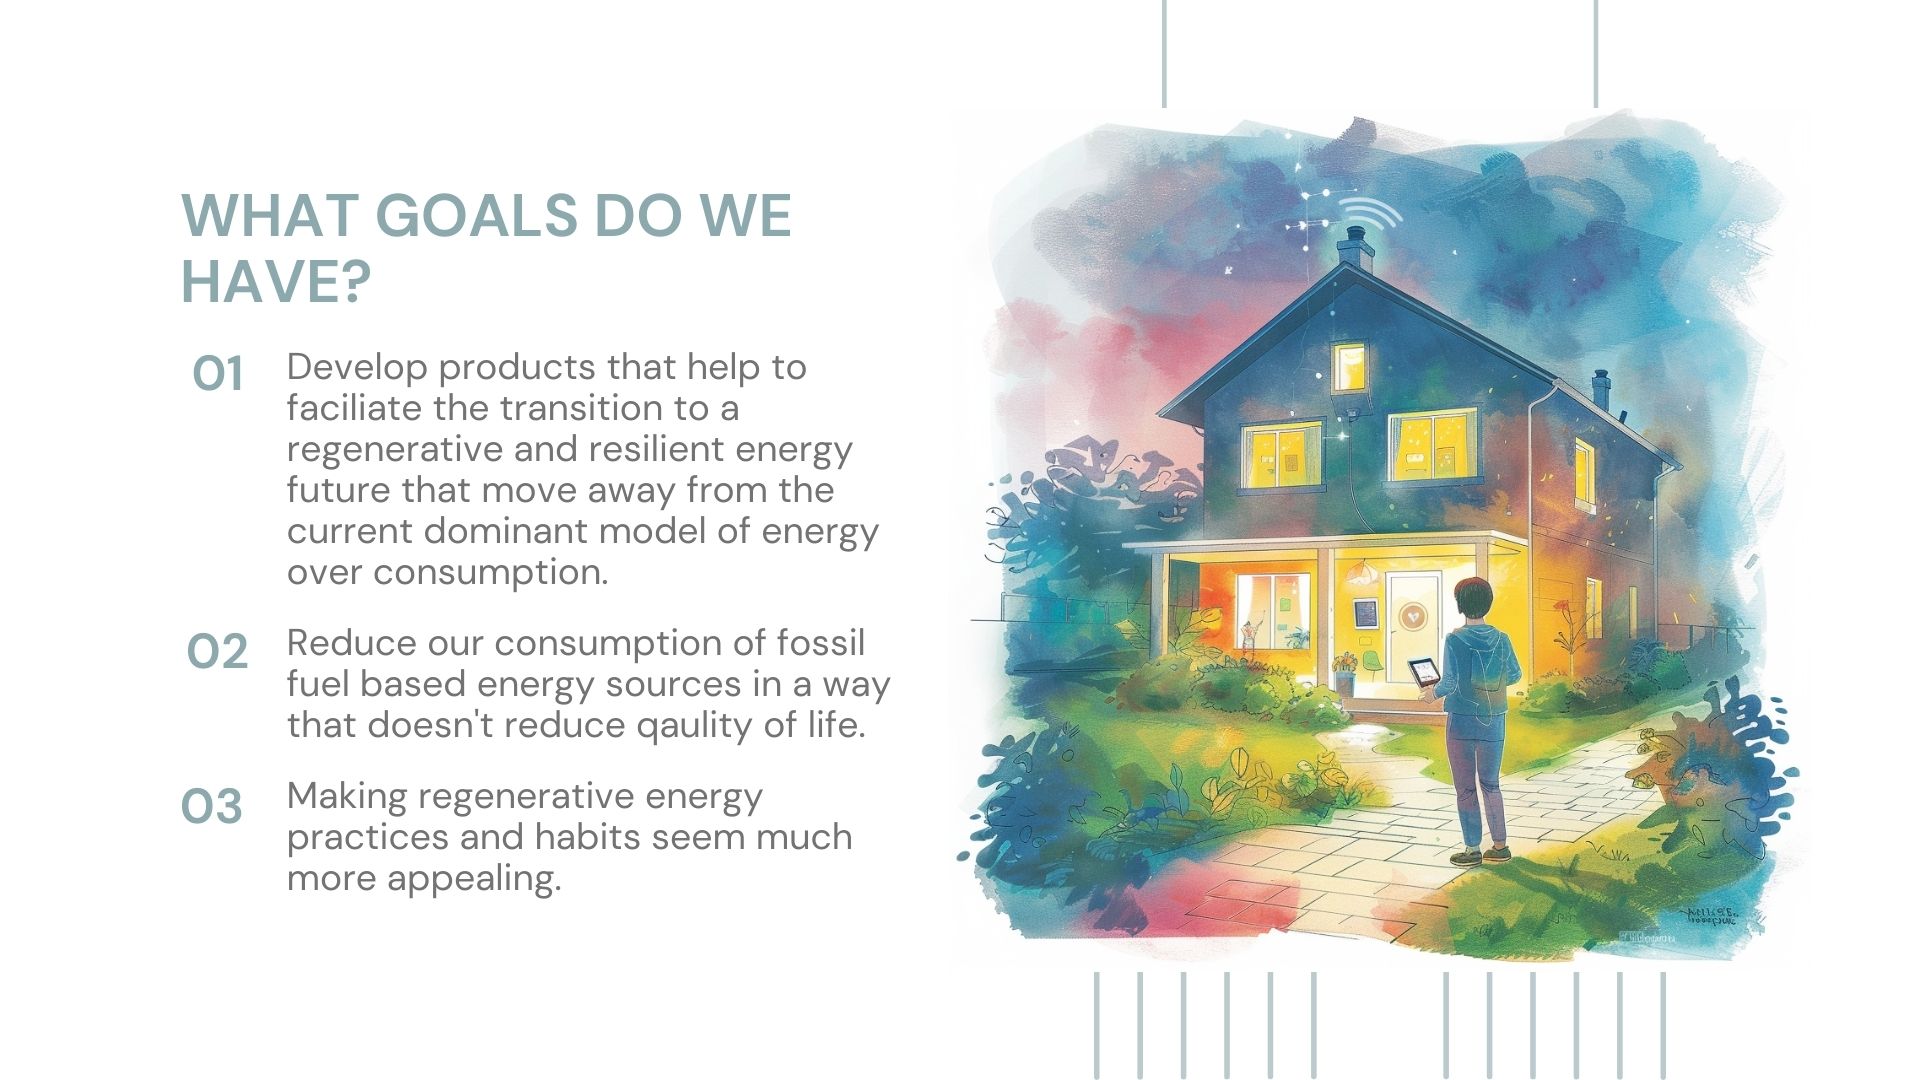 WHAT GOALS DO WE
HAVE?
01
Develop products that help to
faciliate the transition to a
regenerative and resilient energy
future that move away from the
current dominant model of energy
over consumption.
02
Reduce our consumption of fossil
fuel based energy sources in a way
that doesn't reduce qaulity of life.
03
Making regenerative energy
practices and habits seem much
more appealing.